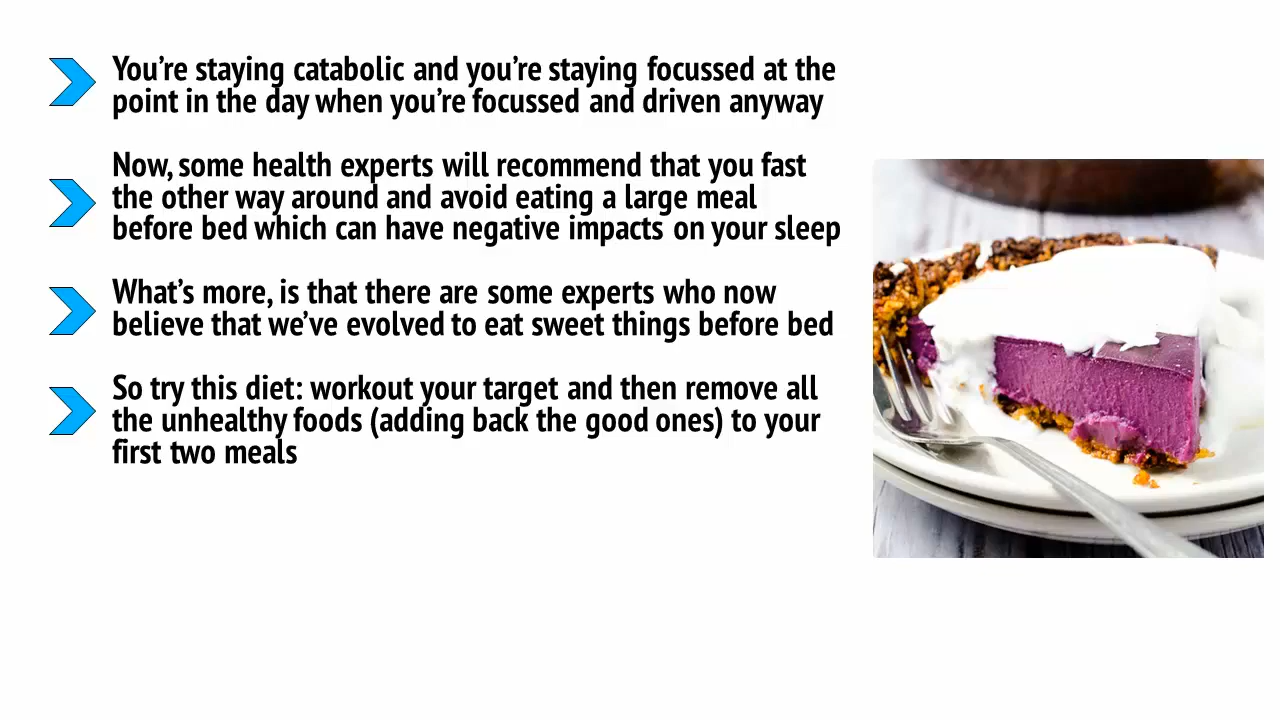 You're staying catabolic and you're staying focussed at the
point in the day when you're focussed and driven anyway
Now, some health experts will recommend that you fast
the other way around and avoid eating a large meal
before bed which can have negative impacts on your sleep
What's more, is that there are some experts who now
believe that we've evolved to eat sweet things before bed
So try this diet: workout your target and then remove all
the unhealthy foods (adding back the good ones) to your
first two meals